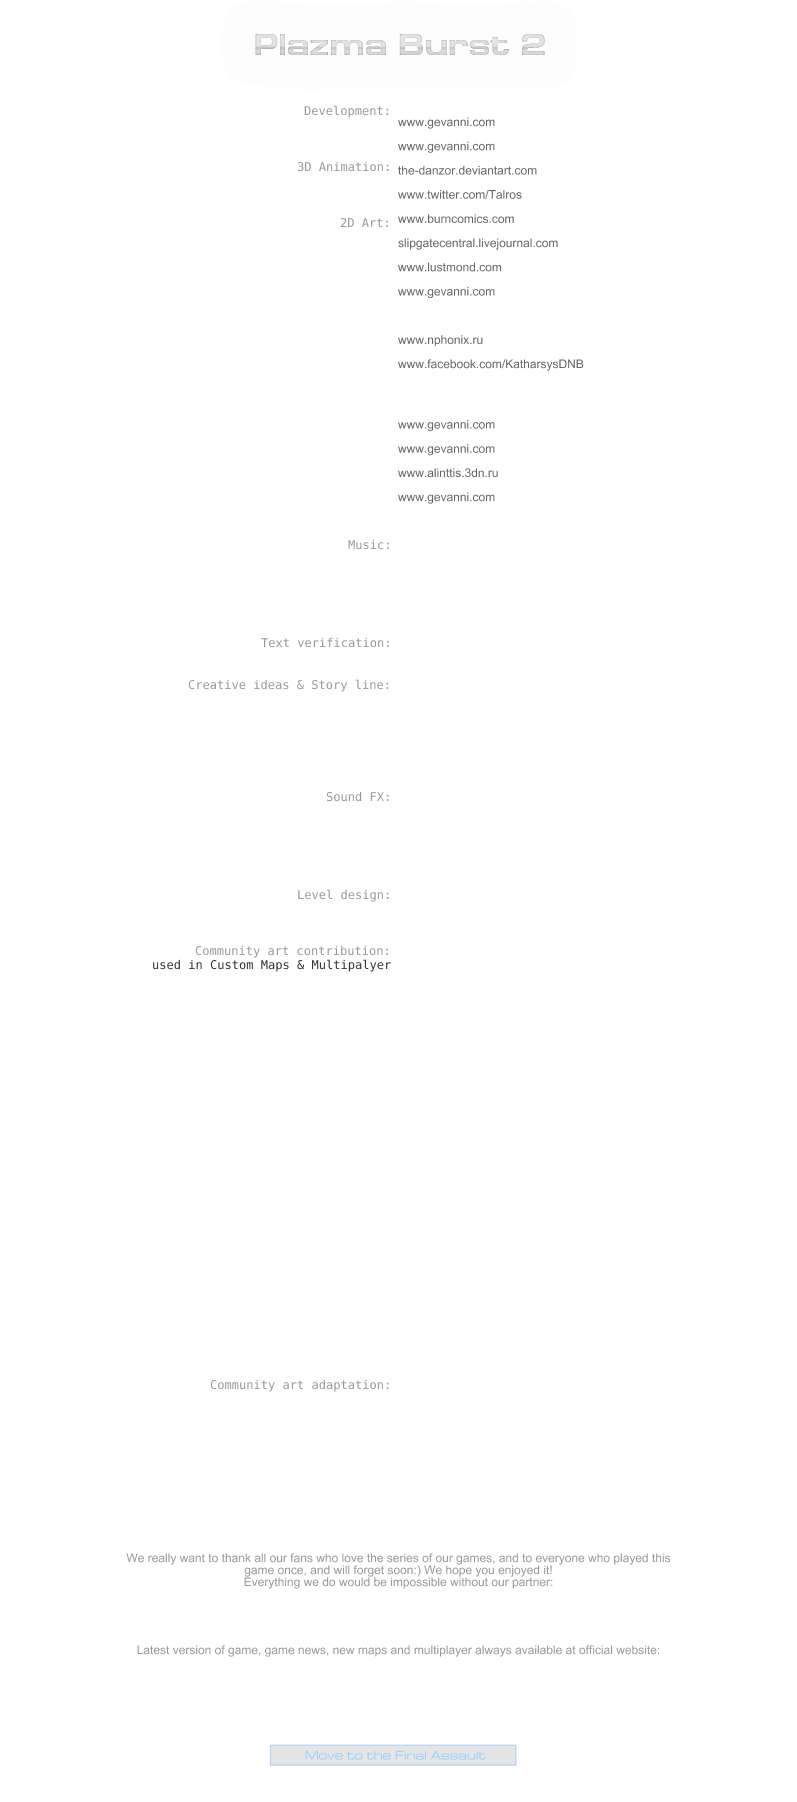 Plazma Burst 2
Development:
www.gevanni.com
www.gevanni.com
3D Animation:
the-danzor.deviantart.com
www.twitter.com/Talros
www.burncomics.com
2D Art:
slipgatecentral.livejournal.com
www.lustmond.com
www.gevanni.com
www.nphonix.ru
www.facebook.com/KatharsysDNB
www.gevanni.com
www.gevanni.com
www.alinttis.3dn.ru
www.gevanni.com
Music:
Text verification:
Creative ideas & Story line:
Sound FX:
Level design:
Community art contribution:
used in Custom Maps & Multipalyer
Community art adaptation:
We really want to thank all our fans who love the series of our games, and to everyone who played this
game once, and will forget soon:) We hope you enjoyed it!
Everything we do would be impossible without our partner:
Latest version of game, game news, new maps and multiplayer always available at official website:
Move to the Final Assault